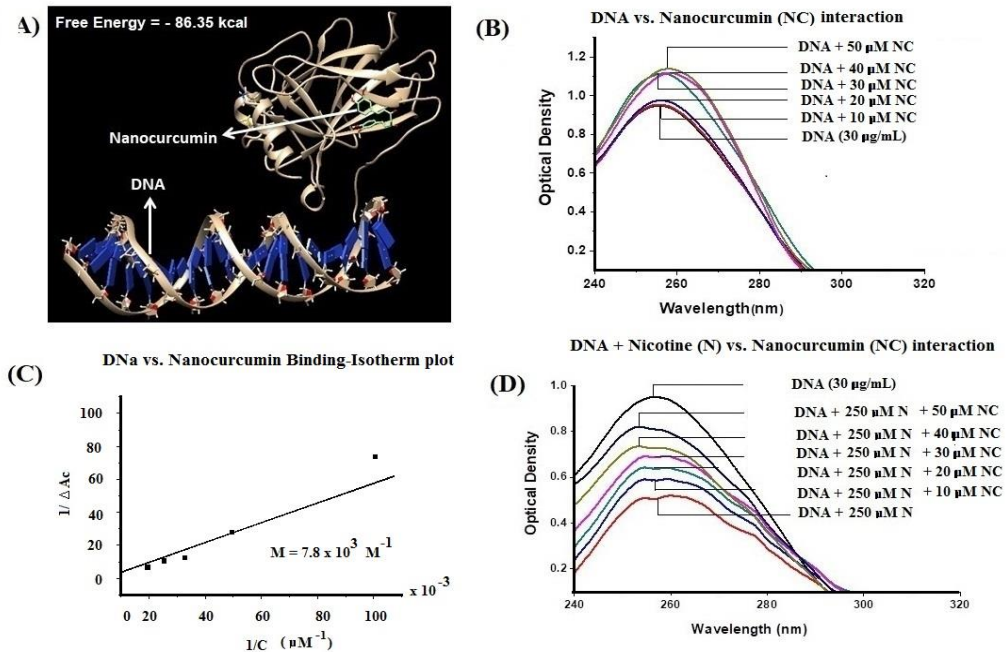 A)
Free Energy = - 86.35 kcal
Nanocurcumin
DNA
(B)
DNA vs. Nanocurcumin (NC) interaction
DNA + 50 μM NC
DNA + 40 μM NC
DNA + 30 μM NC
DNA + 20 μM NC
DNA + 10 μM NC
DNA (30 μg/mL)
Optical Density
1.2
1.0
0.8
0.6
0.4
0.2
240
260
280
300
320
Wavelength(nm)
(C)
DNa vs. Nanocurcumin Binding-Isotherm plot
1/ △Ac
100
80
60
40
20
0
M = 7.8 x 10³ M⁻¹
x 10⁻³
0
20
40
60
80
100
1/C (μM⁻¹)
(D)
DNA + Nicotine (N) vs. Nanocurcumin (NC) interaction
DNA (30 μg/mL)
DNA + 250 μM N + 50 μM NC
DNA + 250 μM N + 40 μM NC
DNA + 250 μM N + 30 μM NC
DNA + 250 μM N + 20 μM NC
DNA + 250 μM N + 10 μM NC
DNA + 250 μM N
Optical Density
1.0
0.8
0.6
0.4
0.2
240
260
280
300
320
Wavelength (nm)